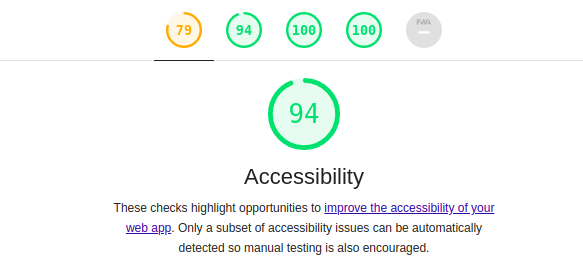 79 94 100 100 PWA
94
Accessibility
These checks highlight opportunities to improve the accessibility of your
web app. Only a subset of accessibility issues can be automatically
detected so manual testing is also encouraged.